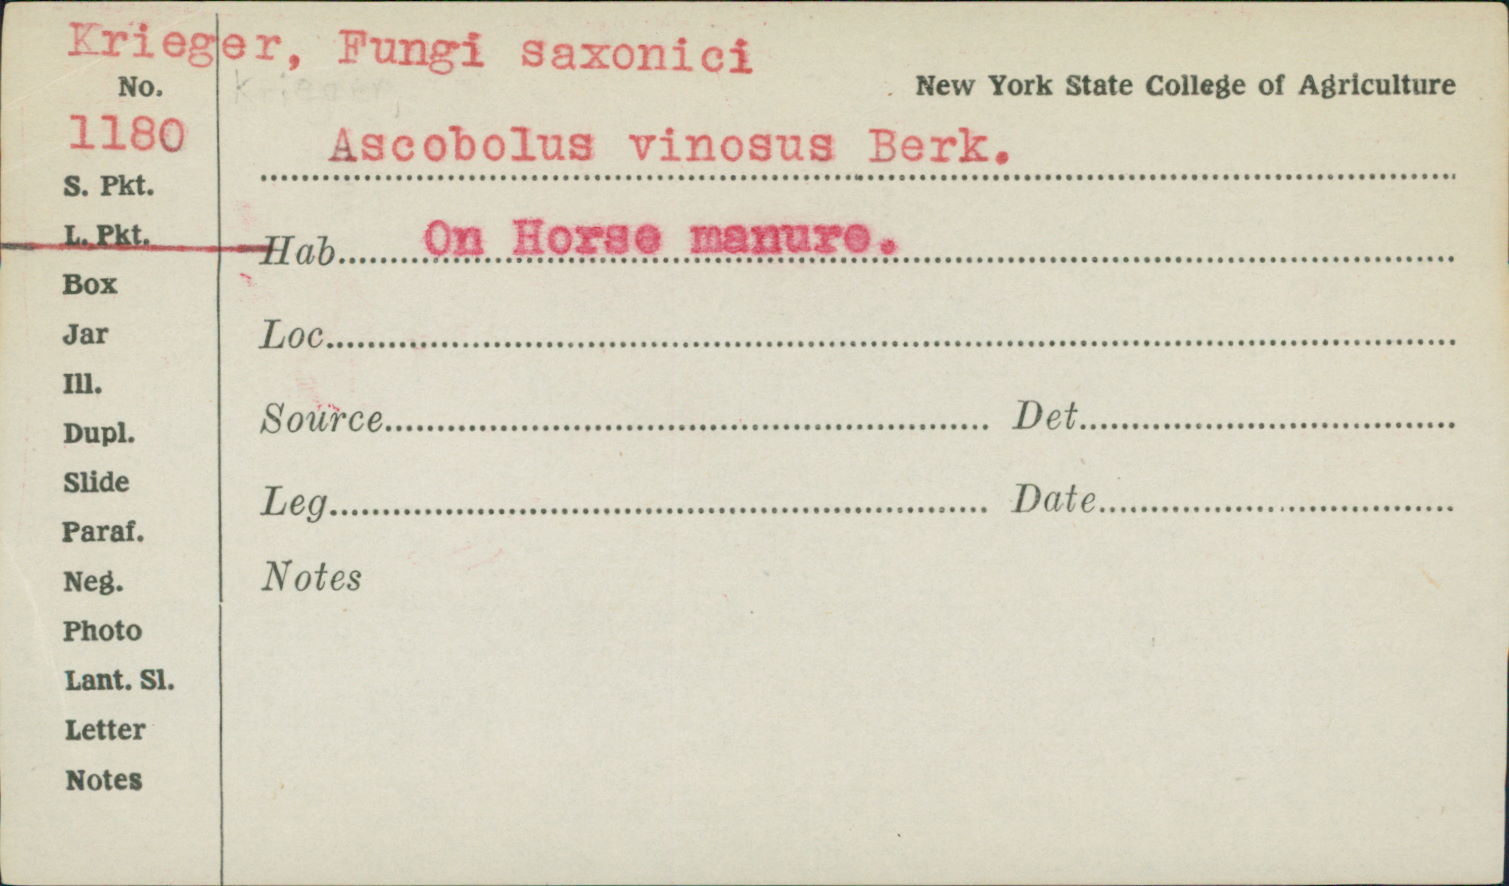 Krieger, Fungi saxonici
No.
Krieger,
New York State College of Agriculture
1180
Ascobolus vinosus Berk.
S. Pkt.
L. Pkt.
Hab. On Horse manure.
Box
Jar
Loc.
Ill.
Dupl.
Source
Det.
Slide
Leg.
Date
Paraf.
Neg.
Notes
Photo
Lant. Sl.
Letter
Notes